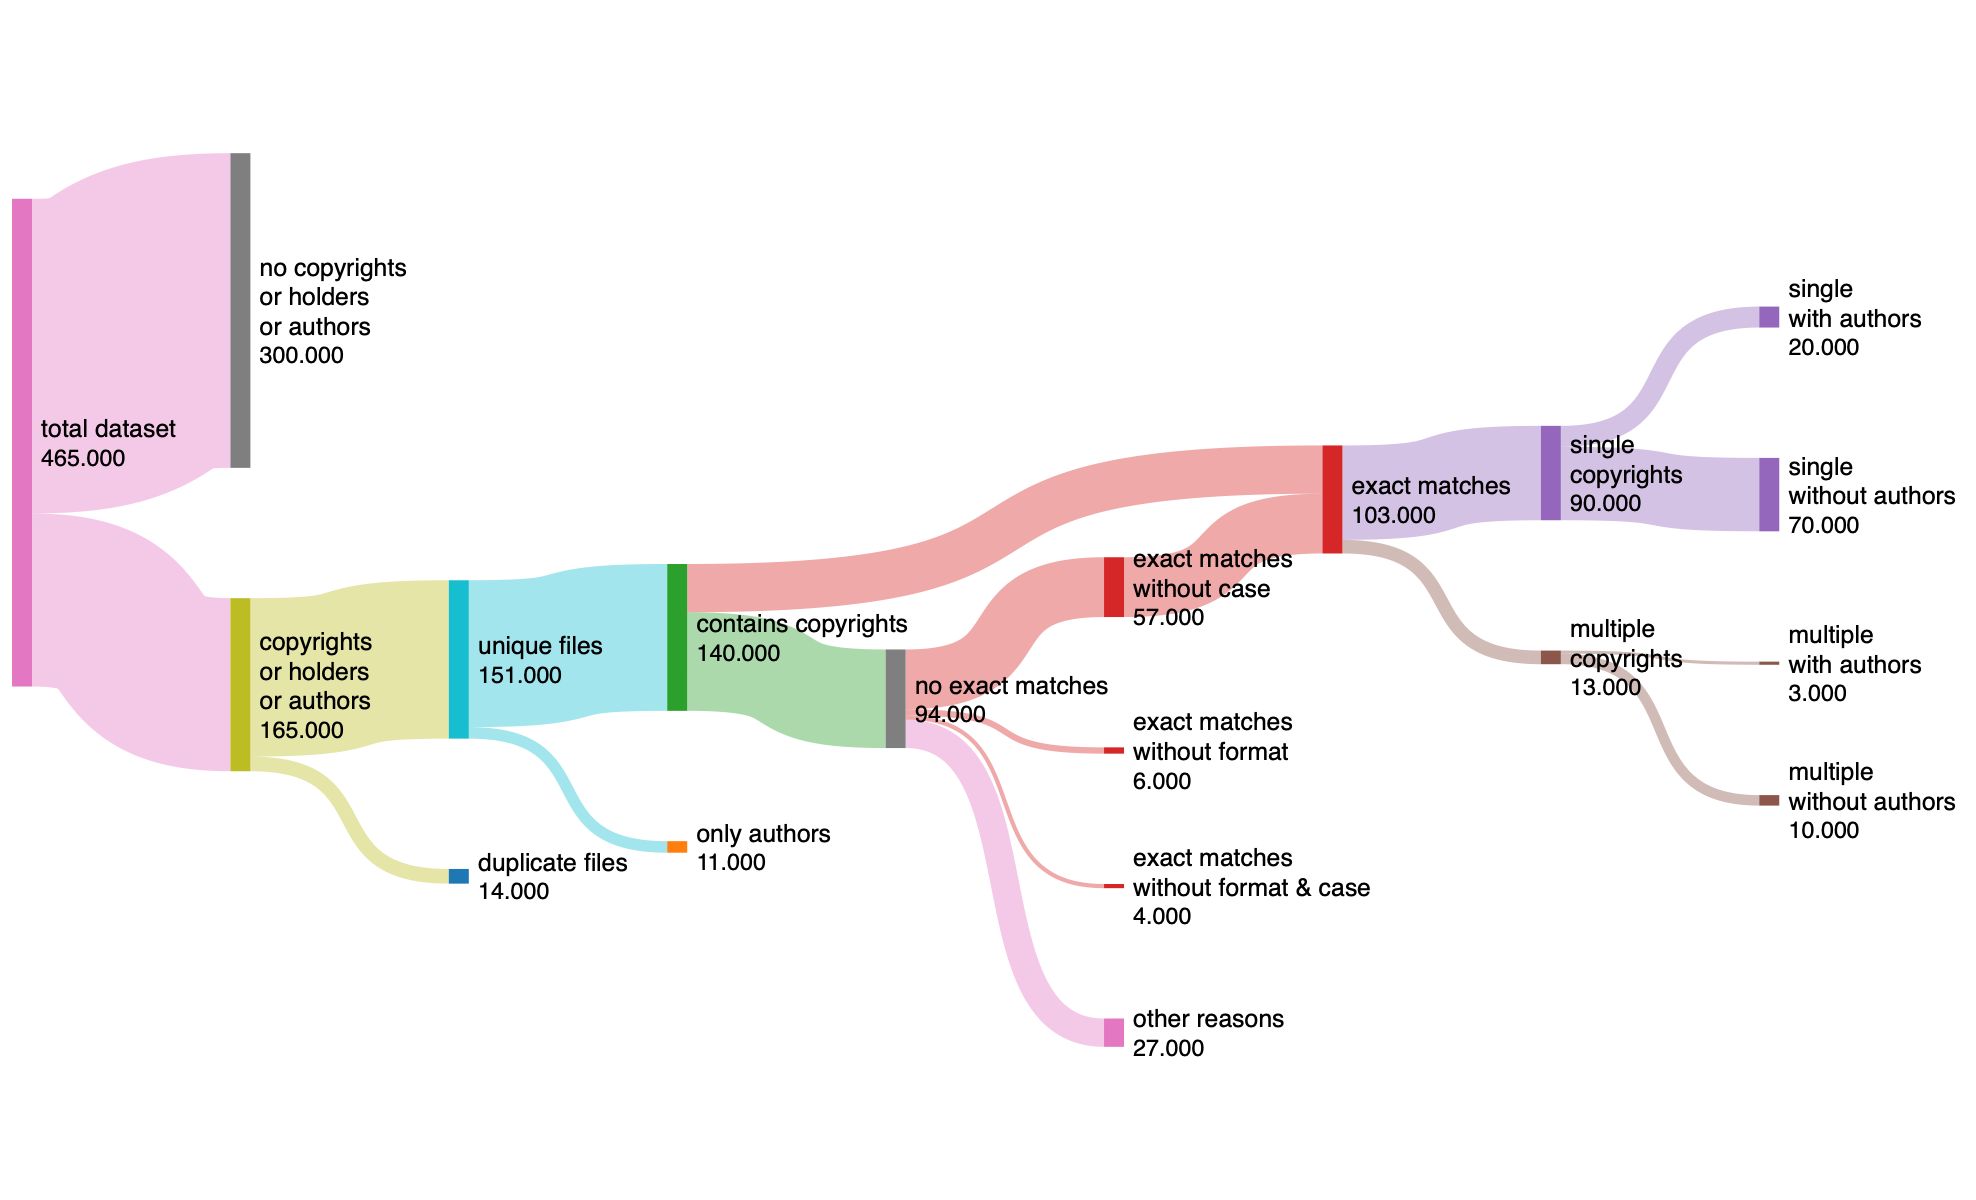 total dataset
465.000
no copyrights
or holders
or authors
300.000
copyrights
or holders
or authors
165.000
unique files
151.000
duplicate files
14.000
contains copyrights
140.000
only authors
11.000
no exact matches
94.000
exact matches
without case
57.000
exact matches
without format
6.000
exact matches
without format & case
4.000
other reasons
27.000
exact matches
103.000
single
copyrights
90.000
multiple
copyrights
13.000
single
with authors
20.000
single
without authors
70.000
multiple
with authors
3.000
multiple
without authors
10.000